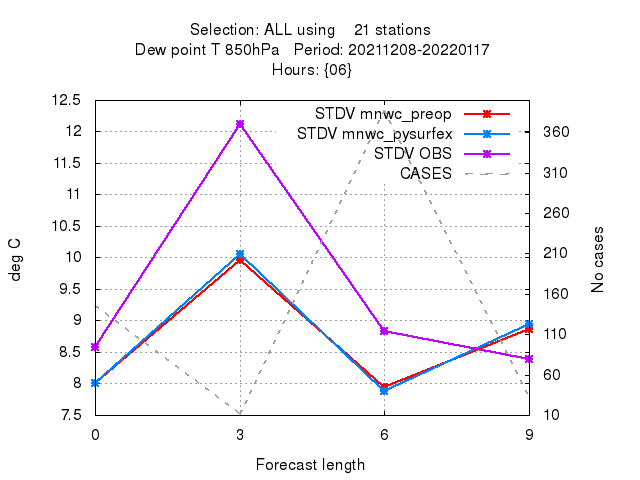 Selection: ALL using    21 stations
Dew point T 850hPa   Period: 20211208-20220117
Hours: {06}
STDV mnwc_preop
STDV mnwc_pysurfex
STDV OBS
CASES
12.5
12
11.5
11
10.5
10
9.5
9
8.5
8
7.5
360
310
260
210
160
110
60
10
deg C
No cases
0 3 6 9
Forecast length